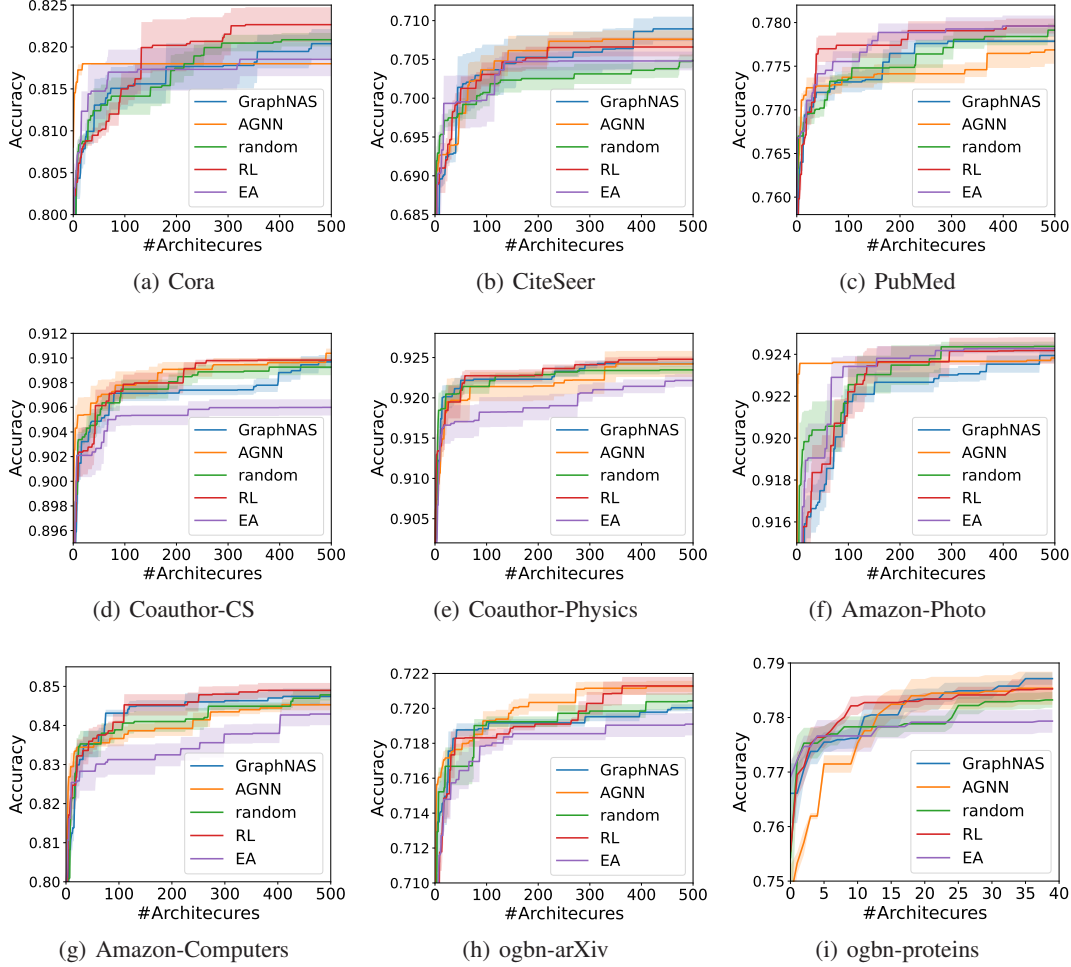 0.825
0.820
0.815
0.810
0.805
0.800
Accuracy
GraphNAS
AGNN
random
RL
EA
0 100 200 300 400 500
#Architecures
(a) Cora
0.710
0.705
0.700
0.695
0.690
0.685
Accuracy
GraphNAS
AGNN
random
RL
EA
0 100 200 300 400 500
#Architecures
(b) CiteSeer
0.780
0.775
0.770
0.765
0.760
Accuracy
GraphNAS
AGNN
random
RL
EA
0 100 200 300 400 500
#Architecures
(c) PubMed
0.912
0.910
0.908
0.906
0.904
0.902
0.900
0.898
0.896
Accuracy
GraphNAS
AGNN
random
RL
EA
0 100 200 300 400 500
#Architecures
(d) Coauthor-CS
0.925
0.920
0.915
0.910
0.905
Accuracy
GraphNAS
AGNN
random
RL
EA
0 100 200 300 400 500
#Architecures
(e) Coauthor-Physics
0.924
0.922
0.920
0.918
0.916
Accuracy
GraphNAS
AGNN
random
RL
EA
0 100 200 300 400 500
#Architecures
(f) Amazon-Photo
0.85
0.84
0.83
0.82
0.81
0.80
Accuracy
GraphNAS
AGNN
random
RL
EA
0 100 200 300 400 500
#Architecures
(g) Amazon-Computers
0.722
0.720
0.718
0.716
0.714
0.712
0.710
Accuracy
GraphNAS
AGNN
random
RL
EA
0 100 200 300 400 500
#Architecures
(h) ogbn-arXiv
0.79
0.78
0.77
0.76
0.75
Accuracy
GraphNAS
AGNN
random
RL
EA
0 5 10 15 20 25 30 35 40
#Architecures
(i) ogbn-proteins